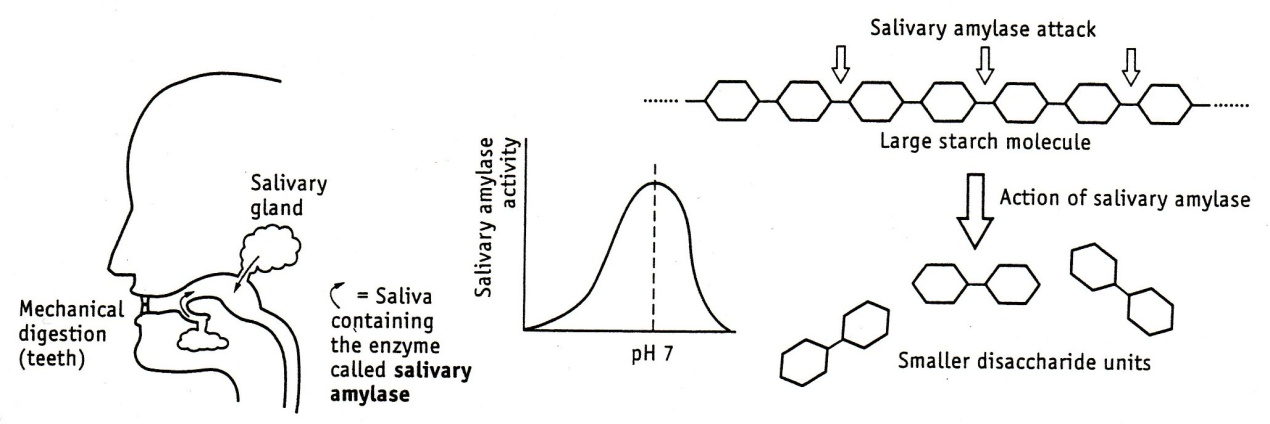 Salivary
gland
Mechanical
digestion
(teeth)
= Saliva
containing
the enzyme
called salivary
amylase
Salivary amylase
activity
pH 7
Salivary amylase attack
Large starch molecule
Action of salivary amylase
Smaller disaccharide units